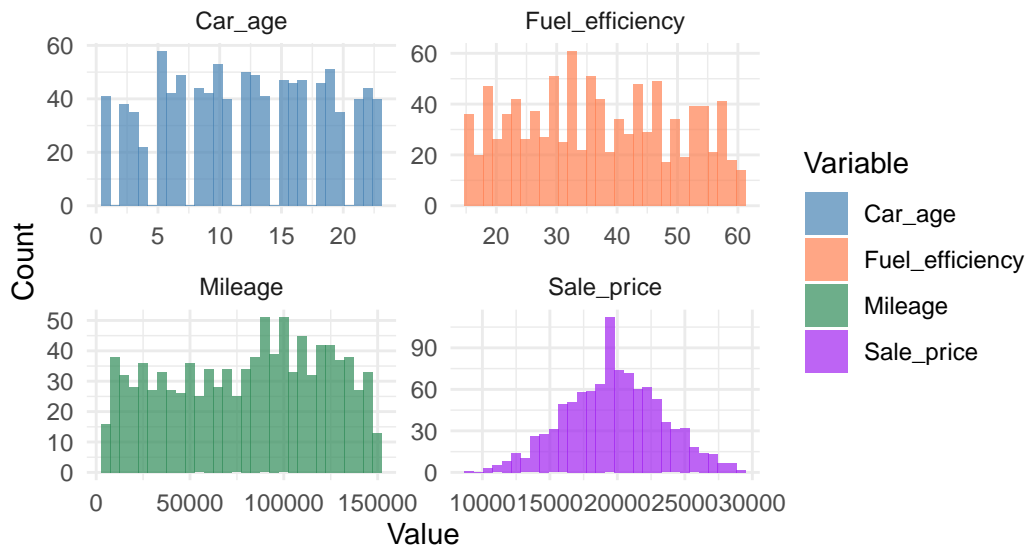 Car_age
Fuel_efficiency
60
40
20
0
0 5 10 15 20
60
40
20
0
20 30 40 50 60
Count
Mileage
Sale_price
50
40
30
20
10
0
0 50000 100000 150000
90
60
30
0
10000 15000 20000 25000 30000
Value
Variable
Car_age
Fuel_efficiency
Mileage
Sale_price